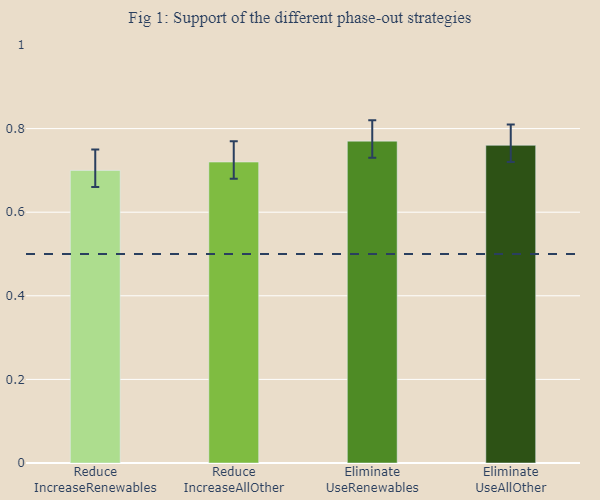 Fig 1: Support of the different phase-out strategies
1
0.8
0.6
0.4
0.2
0
Reduce Reduce Eliminate Eliminate
IncreaseRenewables IncreaseAllOther UseRenewables UseAllOther